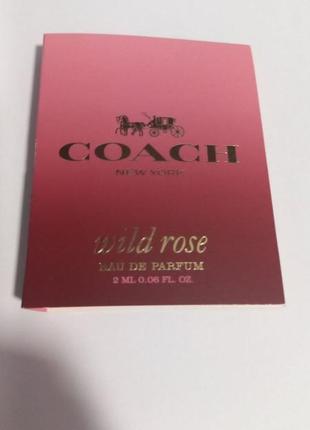 COACH
NEW YORK
wild rose
EAU DE PARFUM
2 ML 0.06 FL. OZ.